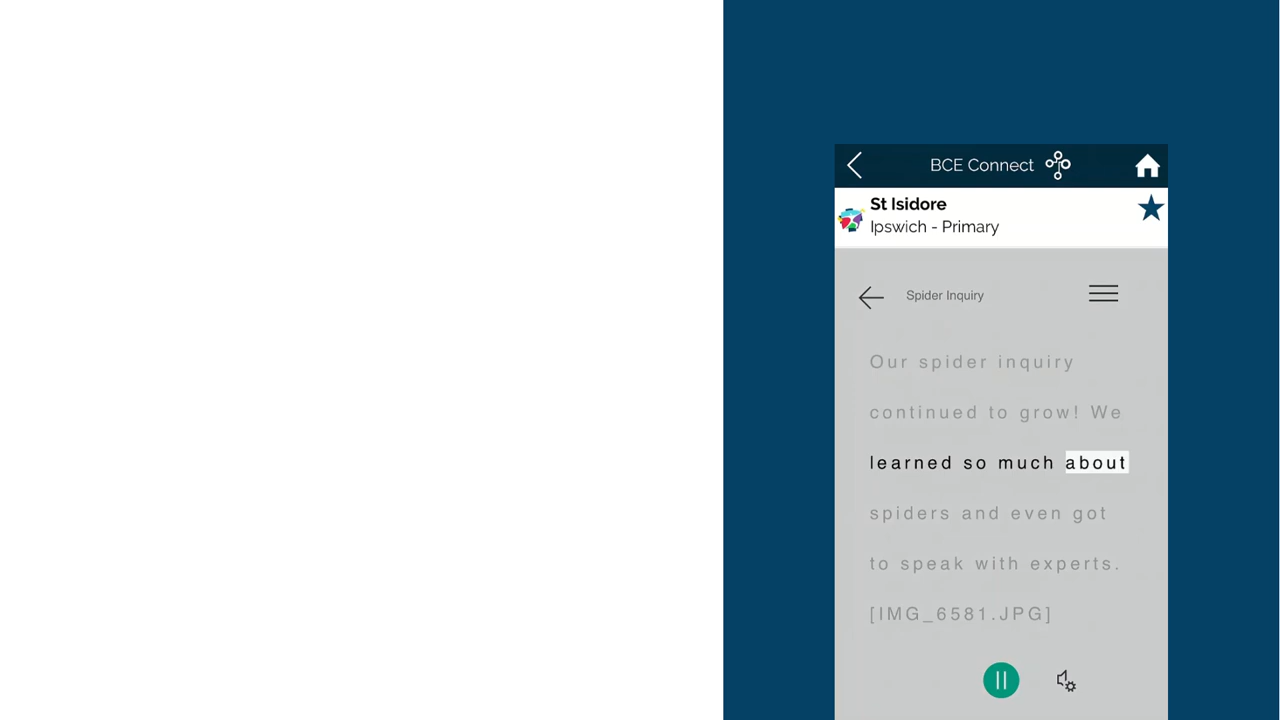 BCE Connect
St Isidore
Ipswich - Primary
Spider Inquiry
Our spider inquiry
continued to grow! We
learned so much about
spiders and even got
to speak with experts.
[IMG_6581.JPG]